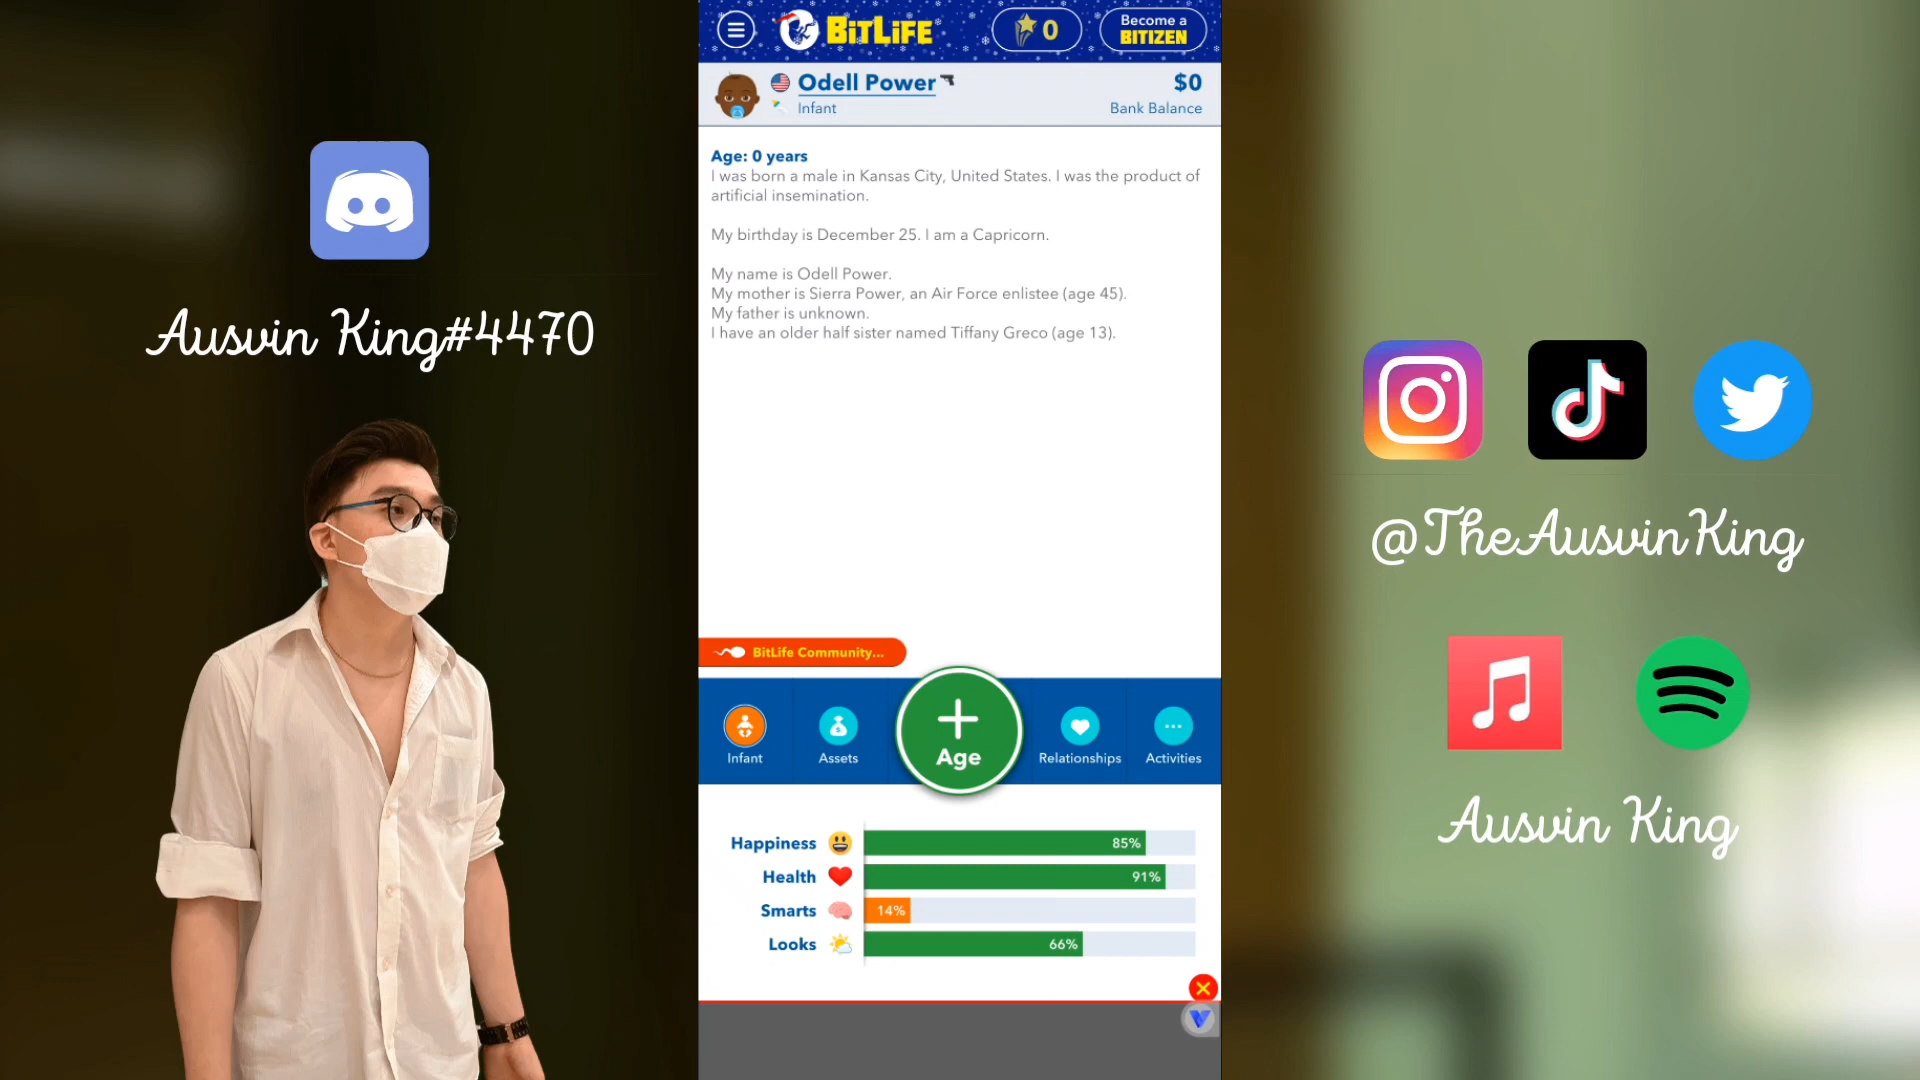 BitLife
0
Become a
BITIZEN
Odell Power
Infant
$0
Bank Balance
Age: 0 years
I was born a male in Kansas City, United States. I was the product of
artificial insemination.
My birthday is December 25. I am a Capricorn.
My name is Odell Power.
My mother is Sierra Power, an Air Force enlistee (age 45).
My father is unknown.
I have an older half sister named Tiffany Greco (age 13).
BitLife Community...
Infant
Assets
Age
Relationships
Activities
Happiness 85%
Health 91%
Smarts 14%
Looks 66%
Ausvin King#4470
@TheAusvinKing
Ausvin King